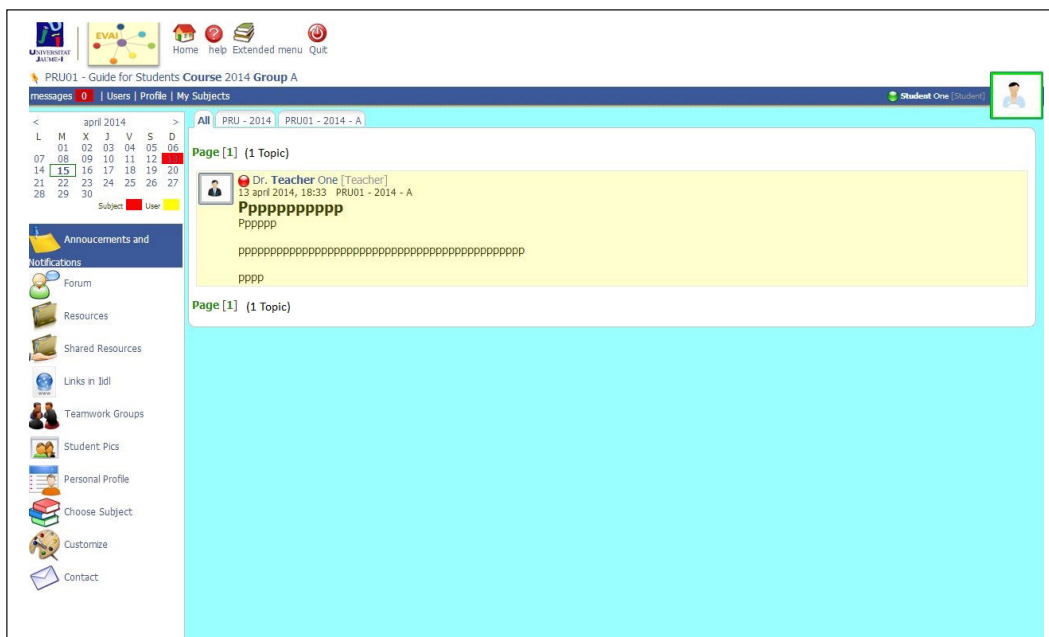 UNIVERSITAT
JAUME·I
EVAI
Home help Extended menu Quit
PRU01 - Guide for Students Course 2014 Group A
messages 0 | Users | Profile | My Subjects
Student One [Student]
< april 2014 >
L M X J V S D
01 02 03 04 05 06
07 08 09 10 11 12
14 15 16 17 18 19 20
21 22 23 24 25 26 27
28 29 30
Subject User
Annoucements and
Notifications
Forum
Resources
Shared Resources
Links in Iidl
Teamwork Groups
Student Pics
Personal Profile
Choose Subject
Customize
Contact
All PRU - 2014 PRU01 - 2014 - A
Page [1] (1 Topic)
Dr. Teacher One [Teacher]
13 april 2014, 18:33 PRU01 - 2014 - A
Ppppppppppp
Pppppp
ppppppppppppppppppppppppppppppppppppppppppppp
pppp
Page [1] (1 Topic)